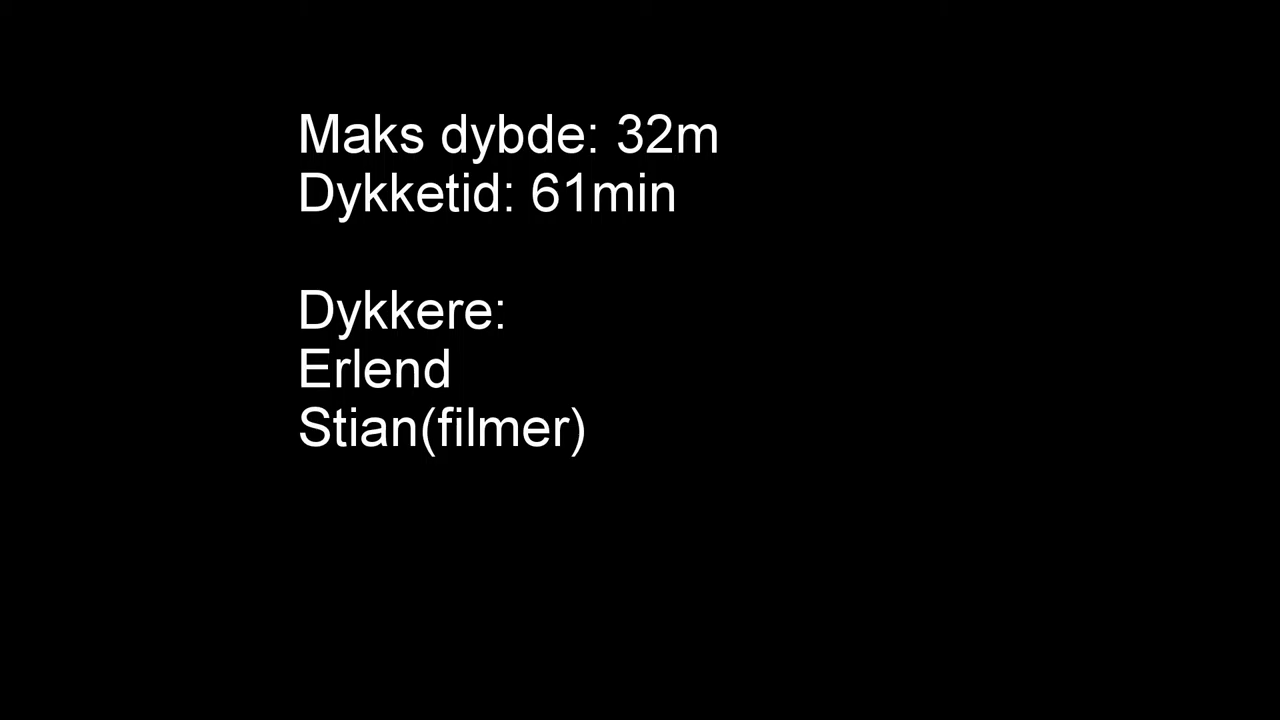 Maks dybde: 32m
Dykketid: 61min
Dykkere:
Erlend
Stian(filmer)